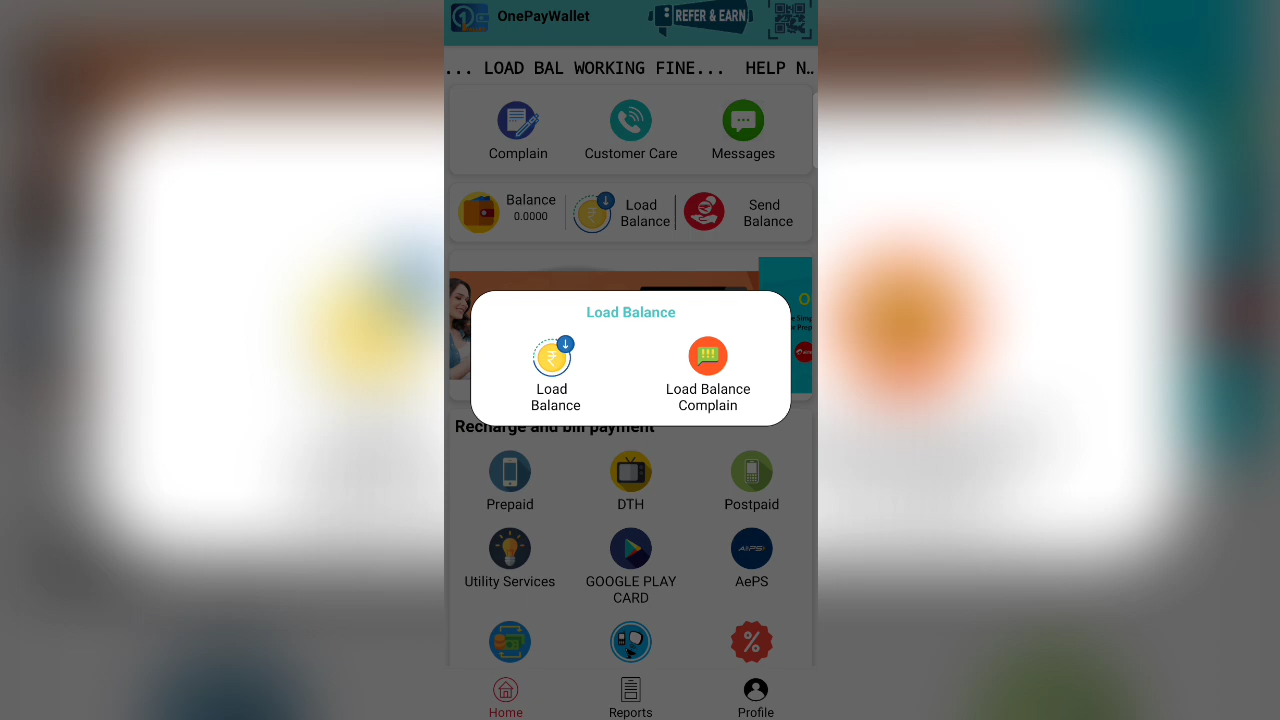 OnePayWallet
REFER & EARN
... LOAD BAL WORKING FINE... HELP N..
Complain
Customer Care
Messages
Balance
0.0000
Load
Balance
Send
Balance
O
Load Balance
Load
Balance
Load Balance
Complain
Recharge and bill payment
Prepaid
DTH
Postpaid
Utility Services
GOOGLE PLAY
CARD
AePS
AEPS
Home
Reports
Profile